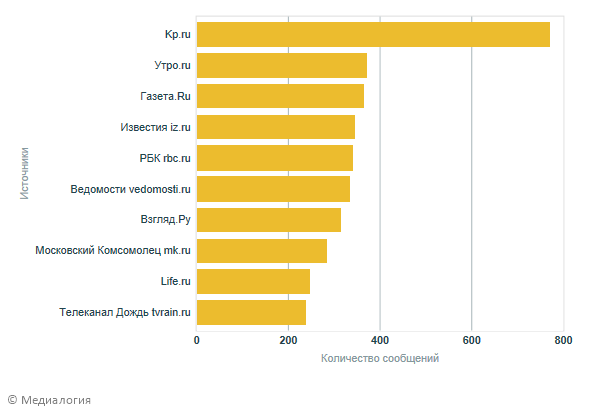 Kp.ru
Утро.ru
Газета.Ru
Известия iz.ru
РБК rbc.ru
Ведомости vedomosti.ru
Взгляд.Ру
Московский Комсомолец mk.ru
Life.ru
Телеканал Дождь tvrain.ru
Источники
0 200 400 600 800
Количество сообщений
© Медиалогия